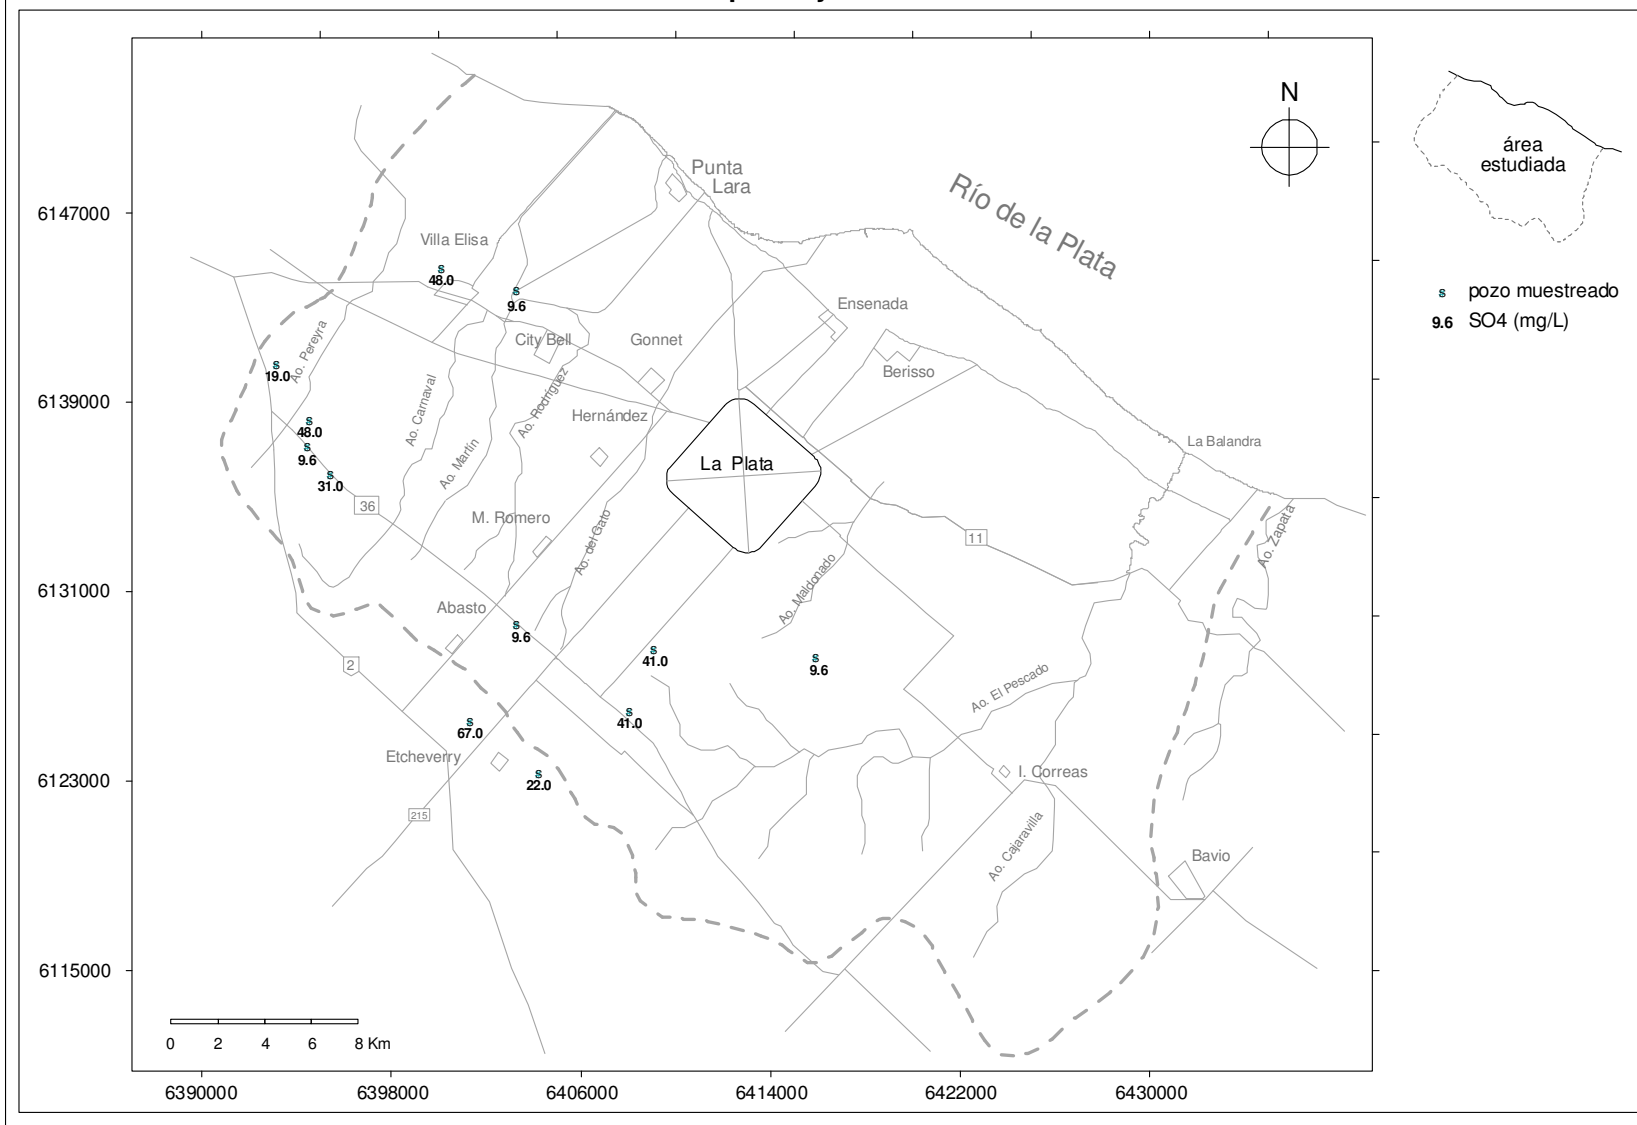 N
Punta
Lara
Río de la Plata
área
estudiada
6147000
Villa Elisa
s
48.0
s
9.6
s pozo muestreado
9.6 SO4 (mg/L)
Ensenada
City Bell
Gonnet
Ao. Pereyra
s
19.0
Berisso
Ao. Carnaval
Ao. Rodríguez
6139000
Hernández
s
48.0
Ao. Martín
La Balandra
s
9.6
La Plata
s
31.0
36
M. Romero
Ao. del Gato
11
Ao. Zapata
6131000
Ao. Maldonado
Abasto
s
9.6
s
41.0
s
9.6
2
Ao. El Pescado
s
41.0
s
67.0
Etcheverry
s
22.0
I. Correas
6123000
215
Ao. Cajaravilla
Bavio
6115000
0 2 4 6 8 Km
6390000 6398000 6406000 6414000 6422000 6430000